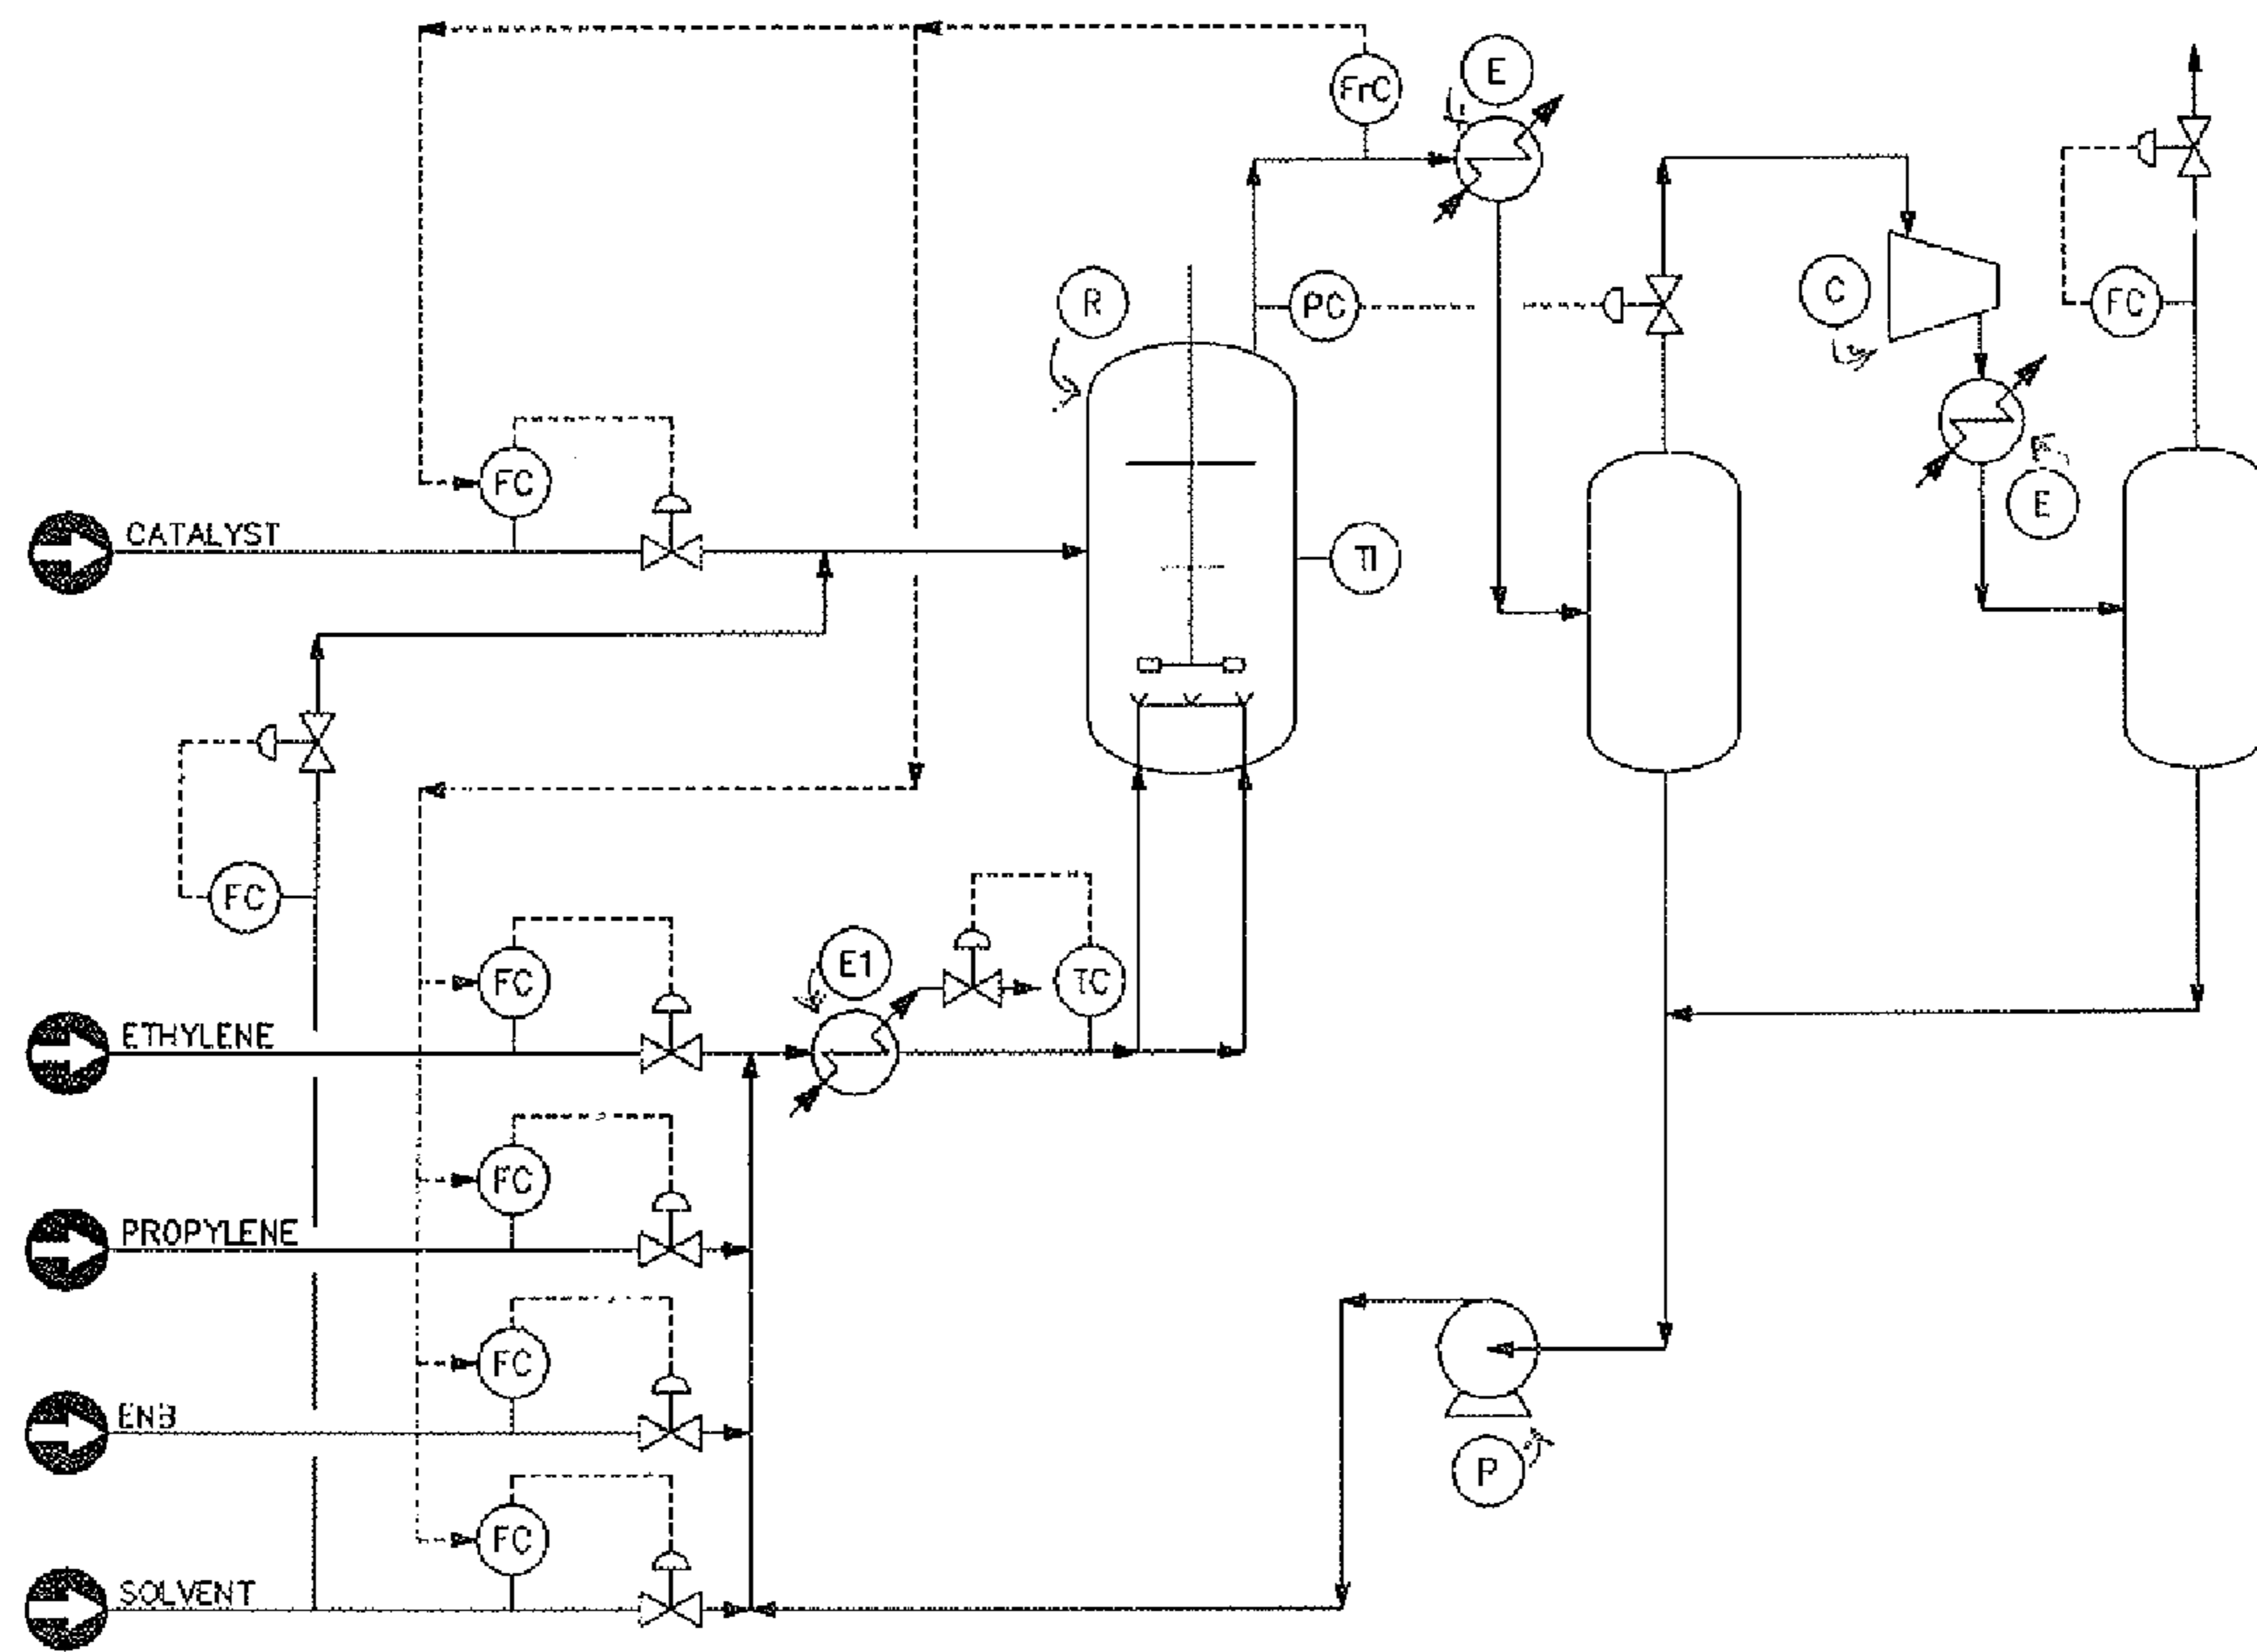 FrC
E
R
PC
C
FC
FC
CATALYST
E
TI
FC
FC
E1
TC
ETHYLENE
FC
PROPYLENE
FC
ENB
P
FC
SOLVENT